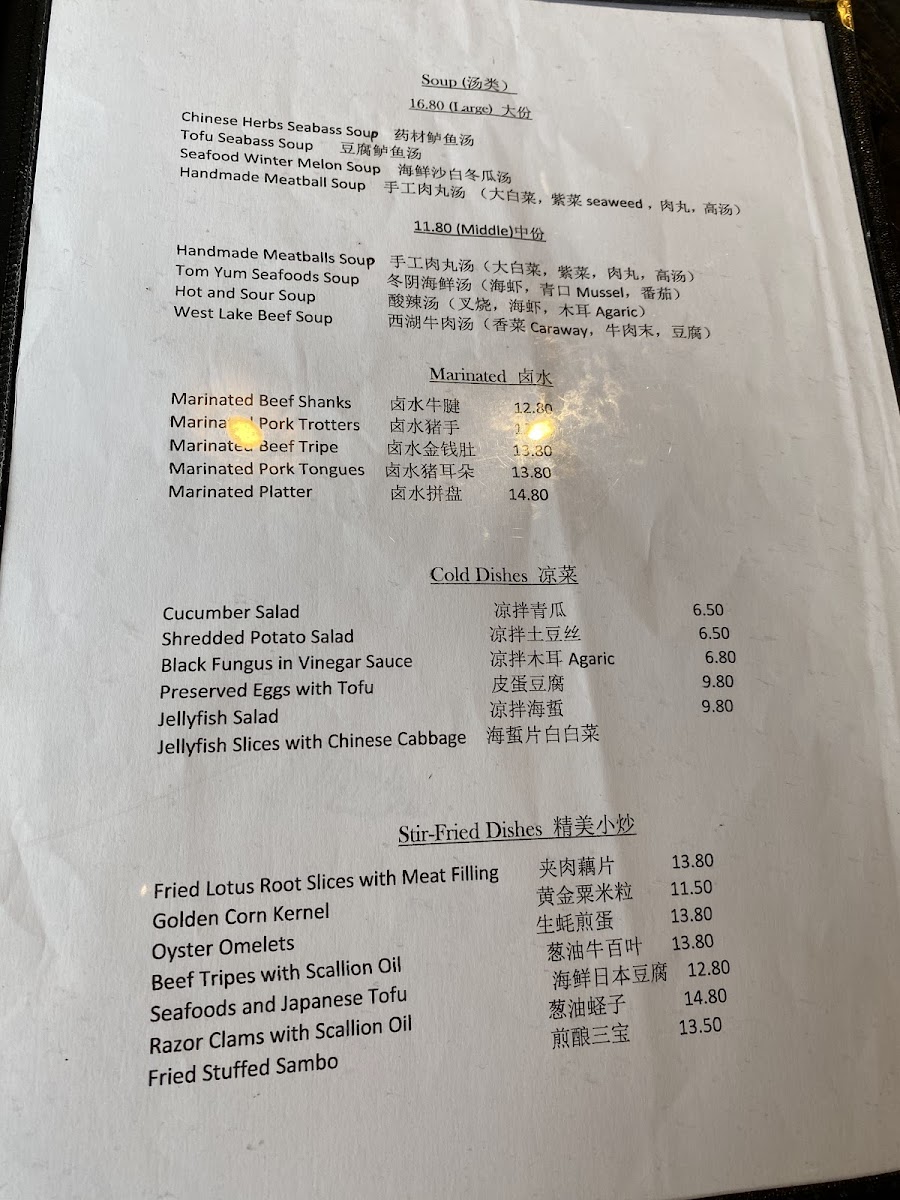 Soup (汤类）
16.80 (Large) 大份
Chinese Herbs Seabass Soup 药材鲈鱼汤
Tofu Seabass Soup 豆腐鲈鱼汤
Seafood Winter Melon Soup 海鲜沙白冬瓜汤
Handmade Meatball Soup 手工肉丸汤 （大白菜，紫菜 seaweed，肉丸，高汤）
11.80 (Middle)中份
Handmade Meatballs Soup 手工肉丸汤（大白菜，紫菜，肉丸，高汤）
Tom Yum Seafoods Soup 冬阴海鲜汤（海虾，青口 Mussel，番茄）
Hot and Sour Soup 酸辣汤（叉烧，海虾，木耳 Agaric）
West Lake Beef Soup 西湖牛肉汤（香菜 Caraway，牛肉末，豆腐）
Marinated 卤水
Marinated Beef Shanks 卤水牛腱 12.80
Marinated Pork Trotters 卤水猪手
Marinated Beef Tripe 卤水金钱肚 13.80
Marinated Pork Tongues 卤水猪耳朵 13.80
Marinated Platter 卤水拼盘 14.80
Cold Dishes 凉菜
Cucumber Salad 凉拌青瓜 6.50
Shredded Potato Salad 凉拌土豆丝 6.50
Black Fungus in Vinegar Sauce 凉拌木耳 Agaric 6.80
Preserved Eggs with Tofu 皮蛋豆腐 9.80
Jellyfish Salad 凉拌海蜇 9.80
Jellyfish Slices with Chinese Cabbage 海蜇片白白菜
Stir-Fried Dishes 精美小炒
Fried Lotus Root Slices with Meat Filling 夹肉藕片 13.80
Golden Corn Kernel 黄金粟米粒 11.50
Oyster Omelets 生蚝煎蛋 13.80
Beef Tripes with Scallion Oil 葱油牛百叶 13.80
Seafoods and Japanese Tofu 海鲜日本豆腐 12.80
Razor Clams with Scallion Oil 葱油蛏子 14.80
Fried Stuffed Sambo 煎酿三宝 13.50